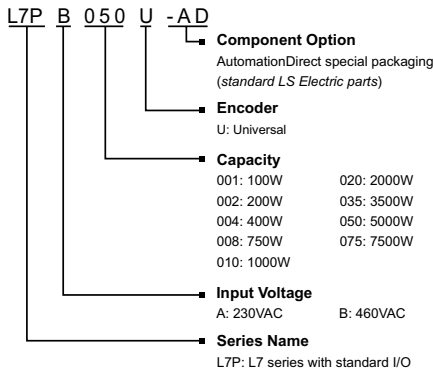 L7P B 050 U -AD
Component Option
AutomationDirect special packaging
(standard LS Electric parts)
Encoder
U: Universal
Capacity
001: 100W 020: 2000W
002: 200W 035: 3500W
004: 400W 050: 5000W
008: 750W 075: 7500W
010: 1000W
Input Voltage
A: 230VAC B: 460VAC
Series Name
L7P: L7 series with standard I/O